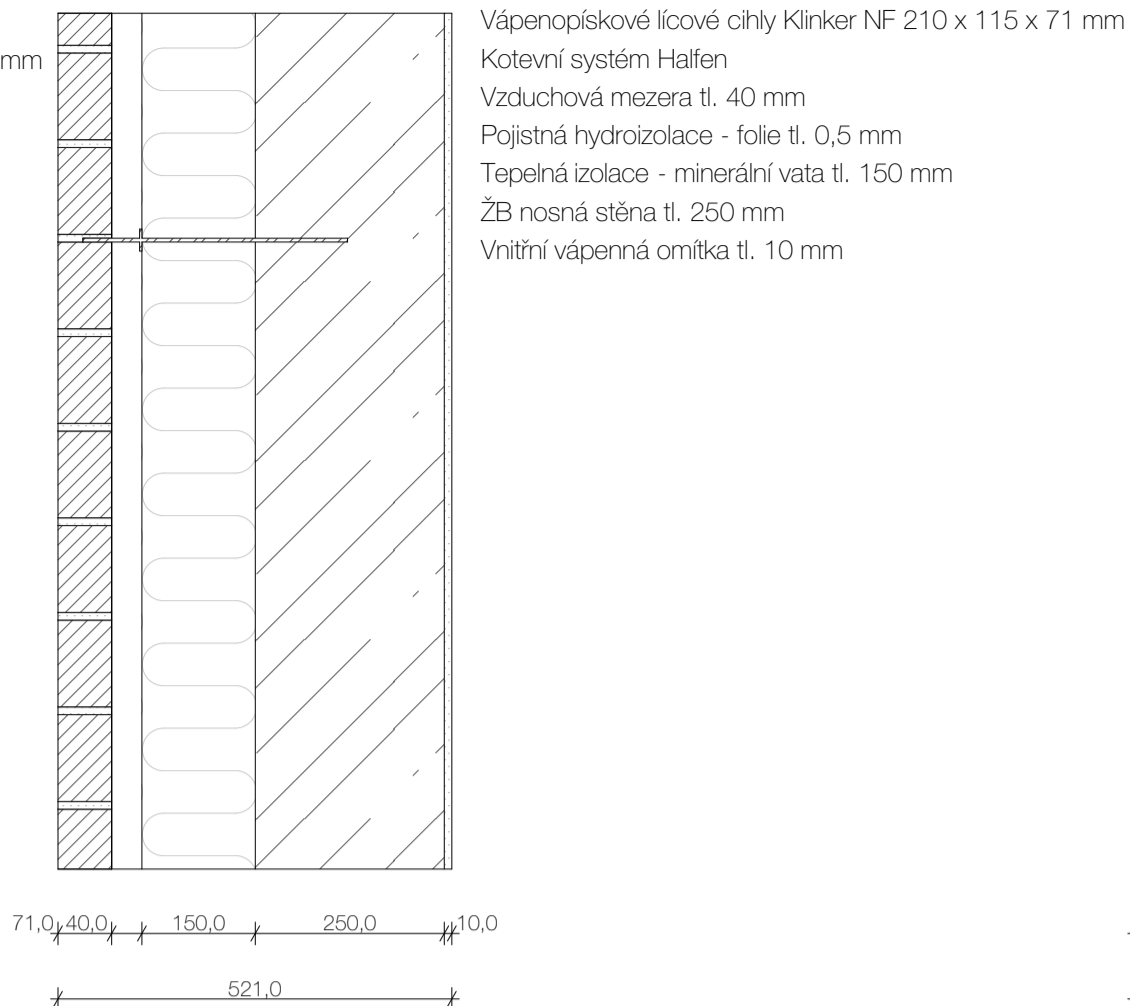 Vápenopískové lícové cihly Klinker NF 210 x 115 x 71 mm
mm
Kotevní systém Halfen
Vzduchová mezera tl. 40 mm
Pojistná hydroizolace - folie tl. 0,5 mm
Tepelná izolace - minerální vata tl. 150 mm
ŽB nosná stěna tl. 250 mm
Vnitřní vápenná omítka tl. 10 mm
71,0 40,0 150,0 250,0 10,0
521,0